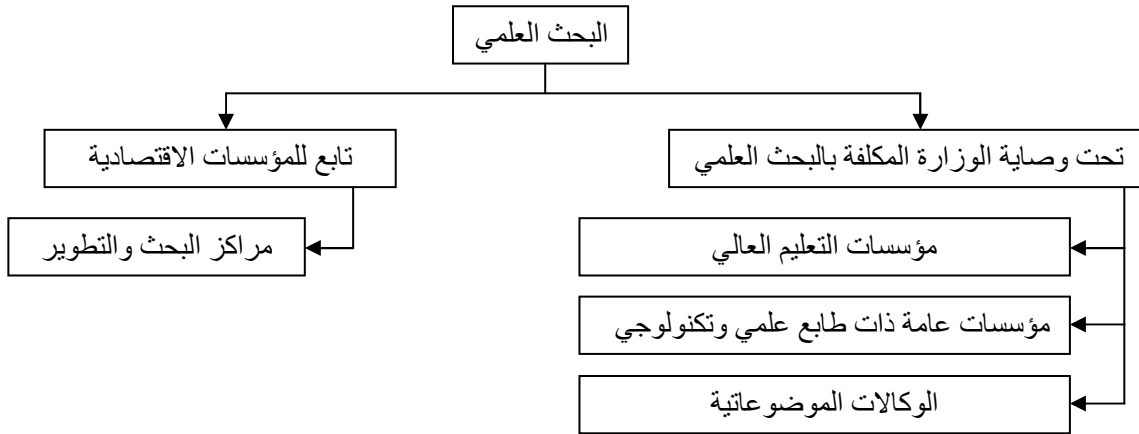 البحث العلمي
تحت وصاية الوزارة المكلفة بالبحث العلمي
تابع للمؤسسات الاقتصادية
مؤسسات التعليم العالي
مراكز البحث والتطوير
مؤسسات عامة ذات طابع علمي وتكنولوجي
الوكالات الموضوعاتية